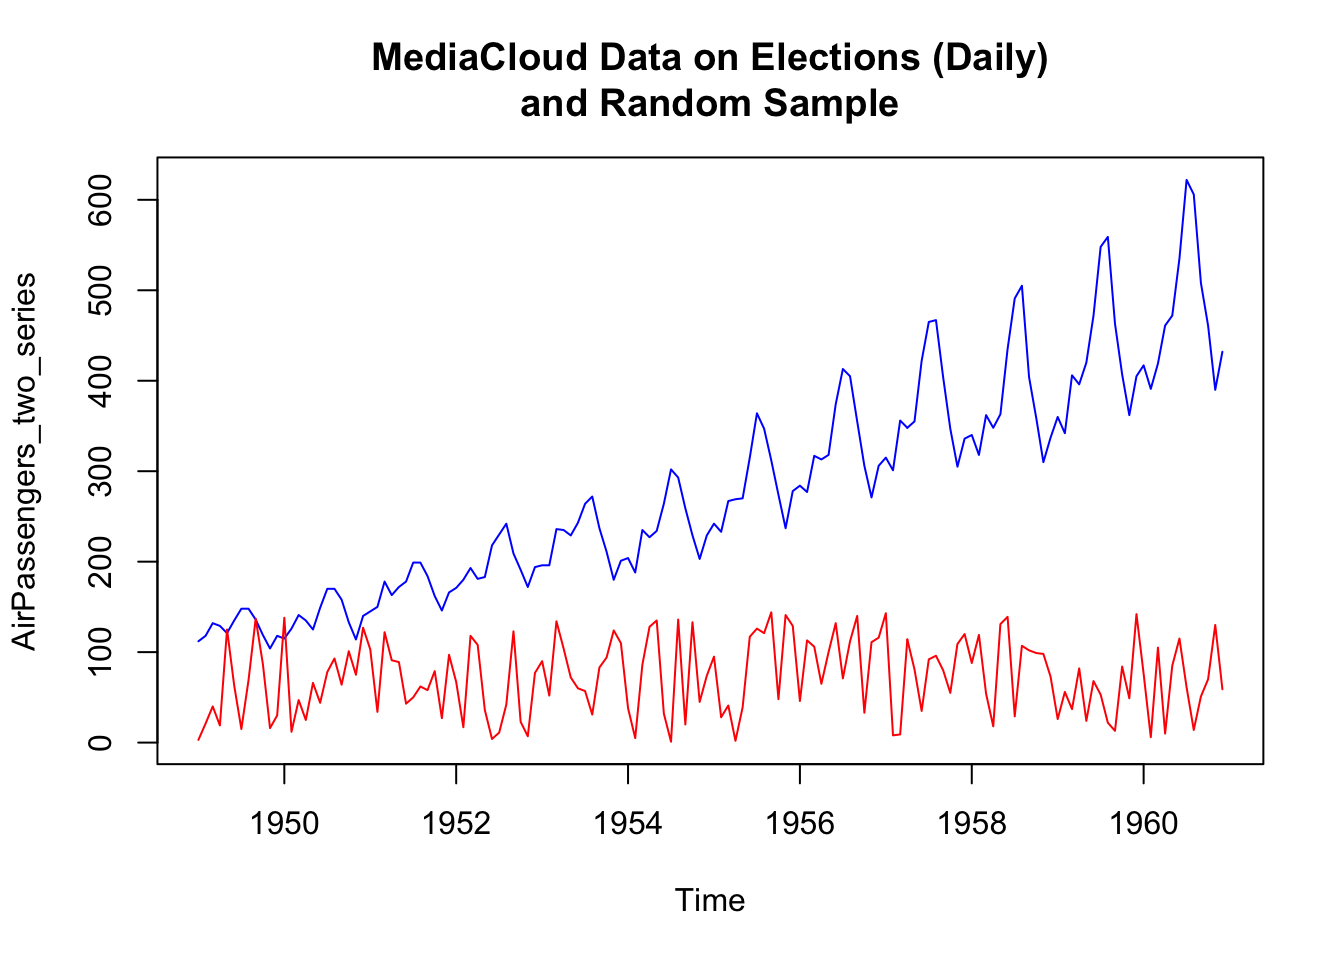 MediaCloud Data on Elections (Daily)
and Random Sample
AirPassengers_two_series
600
500
400
300
200
100
0
1950 1952 1954 1956 1958 1960
Time